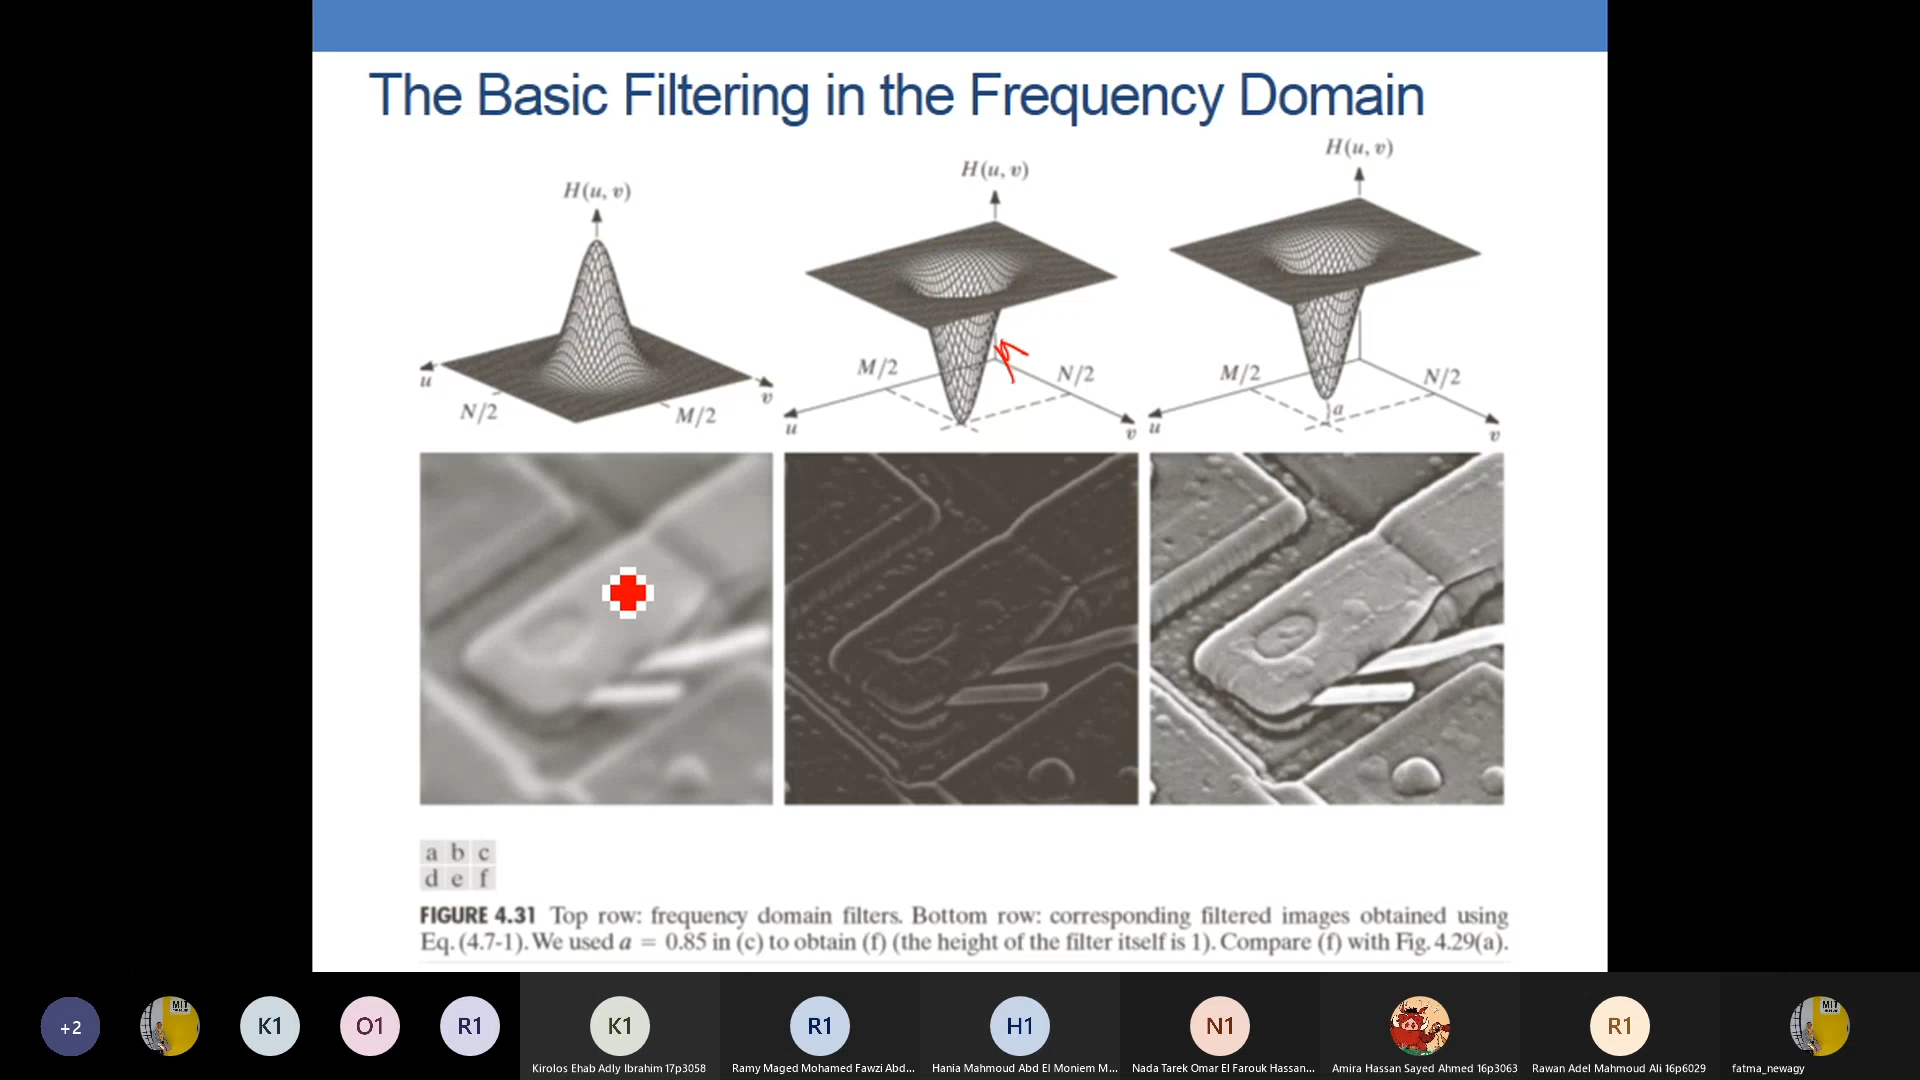 The Basic Filtering in the Frequency Domain
H(u, v)
H(u, v)
H(u, v)
u
N/2
M/2
v
M/2
N/2
u
v
M/2
N/2
a
u
v
a b c
d e f
FIGURE 4.31 Top row: frequency domain filters. Bottom row: corresponding filtered images obtained using
Eq. (4.7-1). We used a = 0.85 in (c) to obtain (f) (the height of the filter itself is 1). Compare (f) with Fig. 4.29(a).
+2
MIT
K1
O1
R1
K1
R1
H1
N1
R1
MIT
Kirolos Ehab Adly Ibrahim 17p3058
Ramy Maged Mohamed Fawzi Abd...
Hania Mahmoud Abd El Moniem M...
Nada Tarek Omar El Farouk Hassan...
Amira Hassan Sayed Ahmed 16p3063
Rawan Adel Mahmoud Ali 16p6029
fatma_newagy